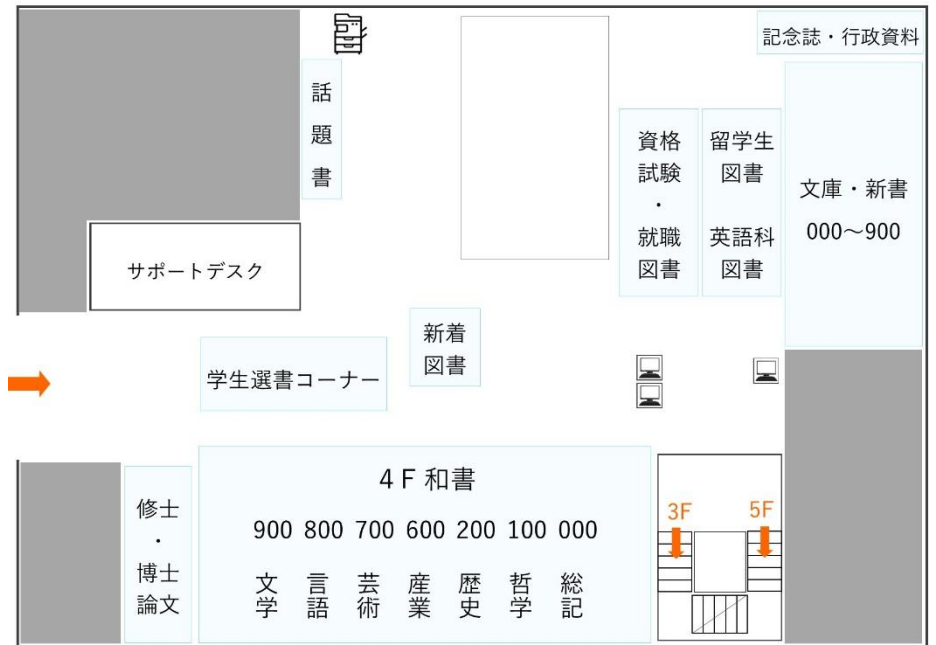 記念誌・行政資料
話
題
書
資格
試験
・
就職
図書
留学生
図書
英語科
図書
文庫・新書
000～900
サポートデスク
新着
図書
学生選書コーナー
4F和書
900 800 700 600 200 100 000
文学 言語 芸術 産業 歴史 哲学 総記
修士
・
博士
論文
3F
5F